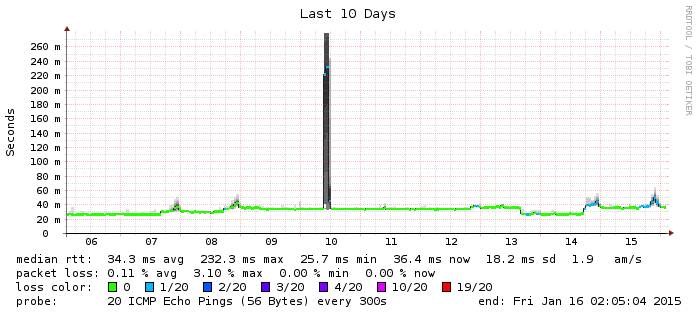 Last 10 Days
RRDTOOL / TOBI OETIKER
Seconds
260 m
240 m
220 m
200 m
180 m
160 m
140 m
120 m
100 m
80 m
60 m
40 m
20 m
0
06 07 08 09 10 11 12 13 14 15
median rtt: 34.3 ms avg 232.3 ms max 25.7 ms min 36.4 ms now 18.2 ms sd 1.9 am/s
packet loss: 0.11 % avg 3.10 % max 0.00 % min 0.00 % now
loss color: 0 1/20 2/20 3/20 4/20 10/20 19/20
probe: 20 ICMP Echo Pings (56 Bytes) every 300s end: Fri Jan 16 02:05:04 2015